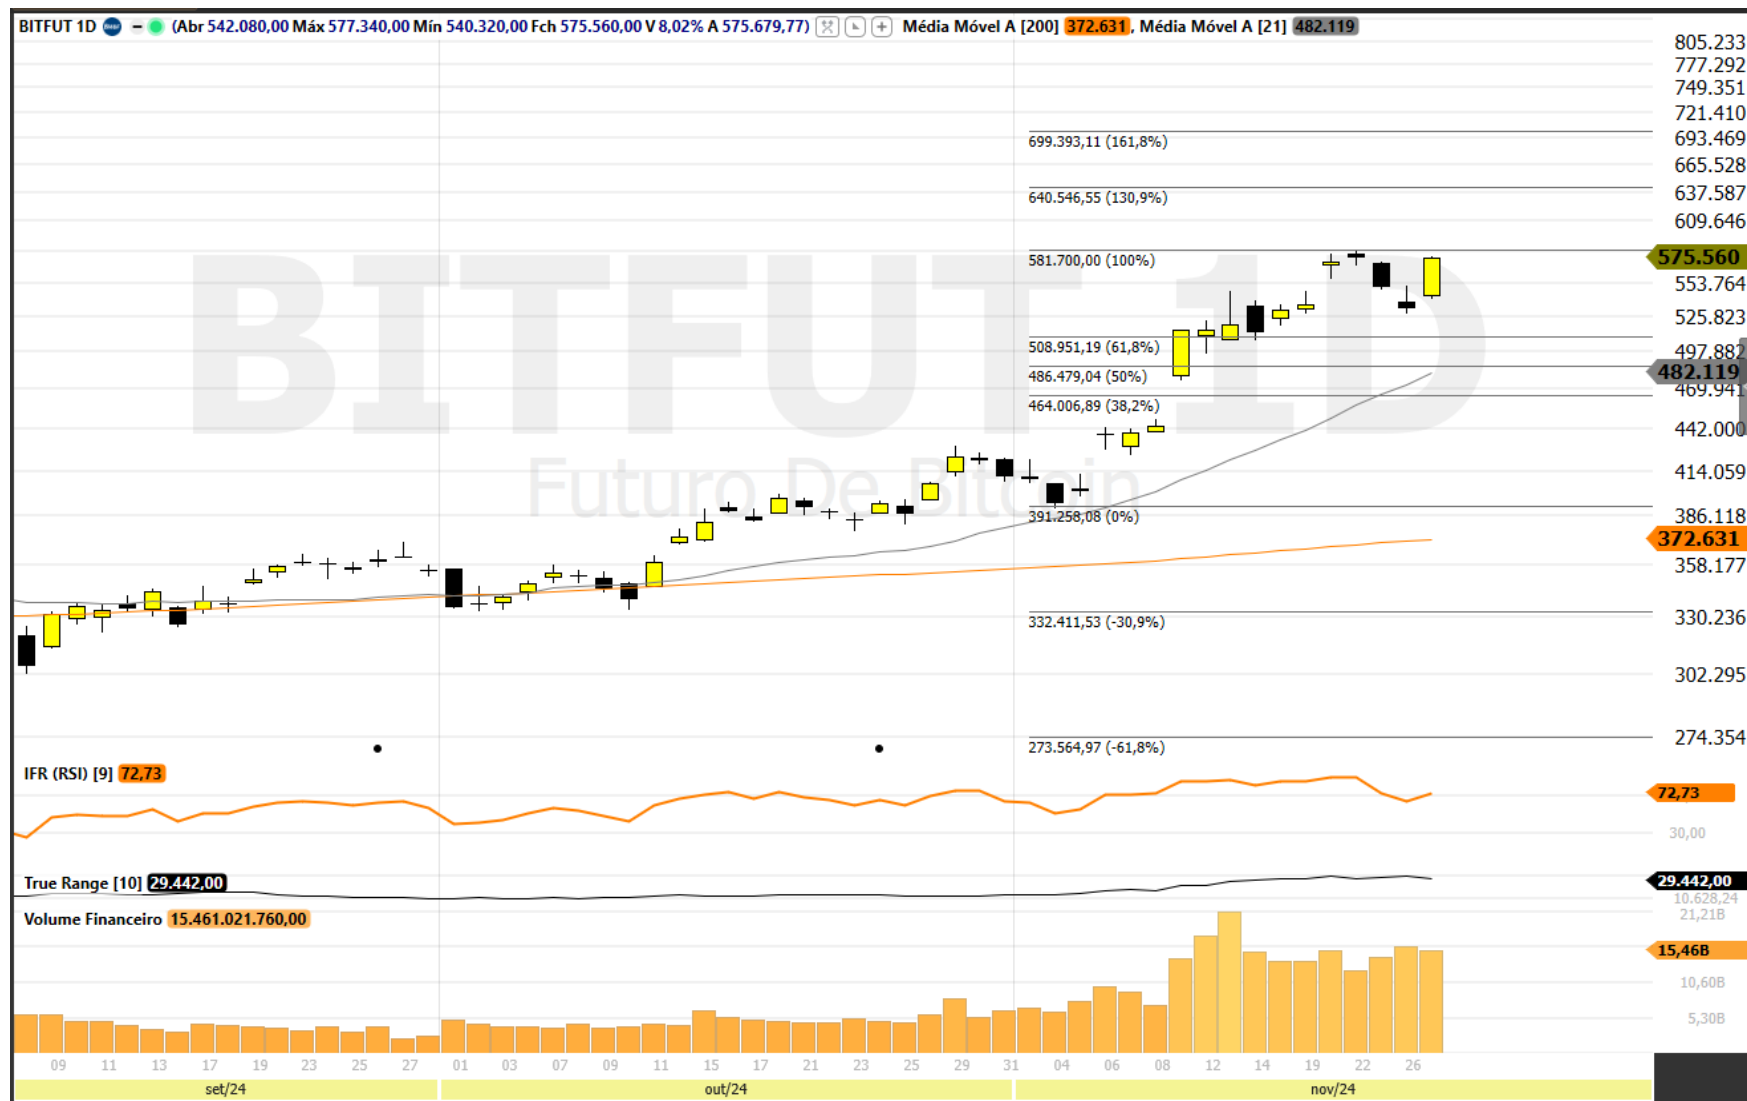 BITFUT 1D (Abr 542.080,00 Máx 577.340,00 Mín 540.320,00 Fch 575.560,00 V 8,02% A 575.679,77) Média Móvel A [200] 372.631 , Média Móvel A [21] 482.119
805.233
777.292
749.351
721.410
693.469
665.528
637.587
609.646
575.560
553.764
525.823
497.882
482.119
469.941
442.000
414.059
386.118
372.631
358.177
330.236
302.295
274.354
BITFUT 1D
Futuro De Bitcoin
699.393,11 (161,8%)
640.546,55 (130,9%)
581.700,00 (100%)
508.951,19 (61,8%)
486.479,04 (50%)
464.006,89 (38,2%)
391.258,08 (0%)
332.411,53 (-30,9%)
273.564,97 (-61,8%)
IFR (RSI) [9] 72,73
72,73
30,00
True Range [10] 29.442,00
29.442,00
10.628,24
Volume Financeiro 15.461.021.760,00
21,21B
15,46B
10,60B
5,30B
09 11 13 17 19 23 25 27 01 03 07 09 11 15 17 21 23 25 29 31 04 06 08 12 14 19 22 26
set/24 out/24 nov/24